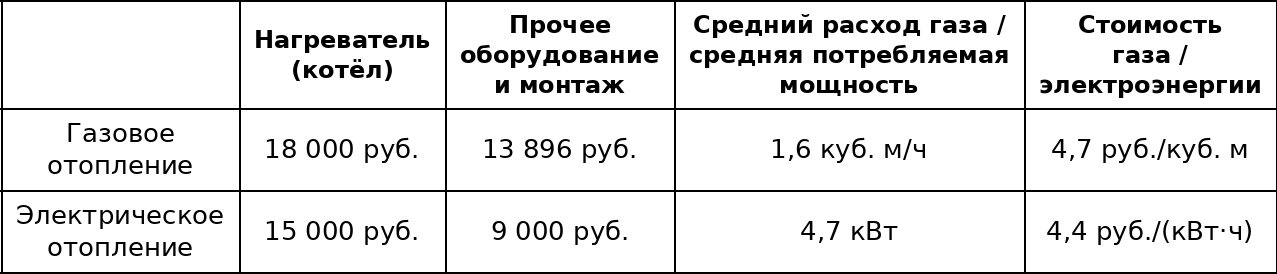 Нагреватель
(котёл)
Прочее
оборудование
и монтаж
Средний расход газа /
средняя потребляемая
мощность
Стоимость
газа /
электроэнергии
Газовое
отопление
18 000 руб.
13 896 руб.
1,6 куб. м/ч
4,7 руб./куб. м
Электрическое
отопление
15 000 руб.
9 000 руб.
4,7 кВт
4,4 руб./(кВт·ч)